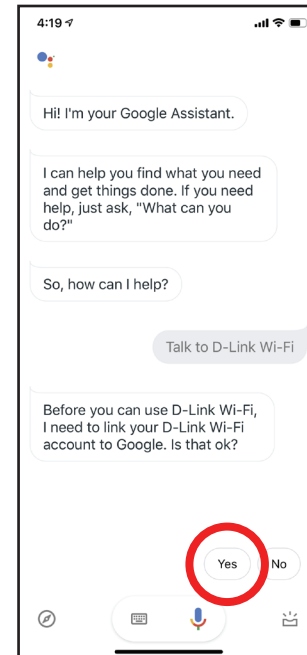 4:19
Hi! I'm your Google Assistant.
I can help you find what you need
and get things done. If you need
help, just ask, "What can you
do?"
So, how can I help?
Talk to D-Link Wi-Fi
Before you can use D-Link Wi-Fi,
I need to link your D-Link Wi-Fi
account to Google. Is that ok?
Yes No